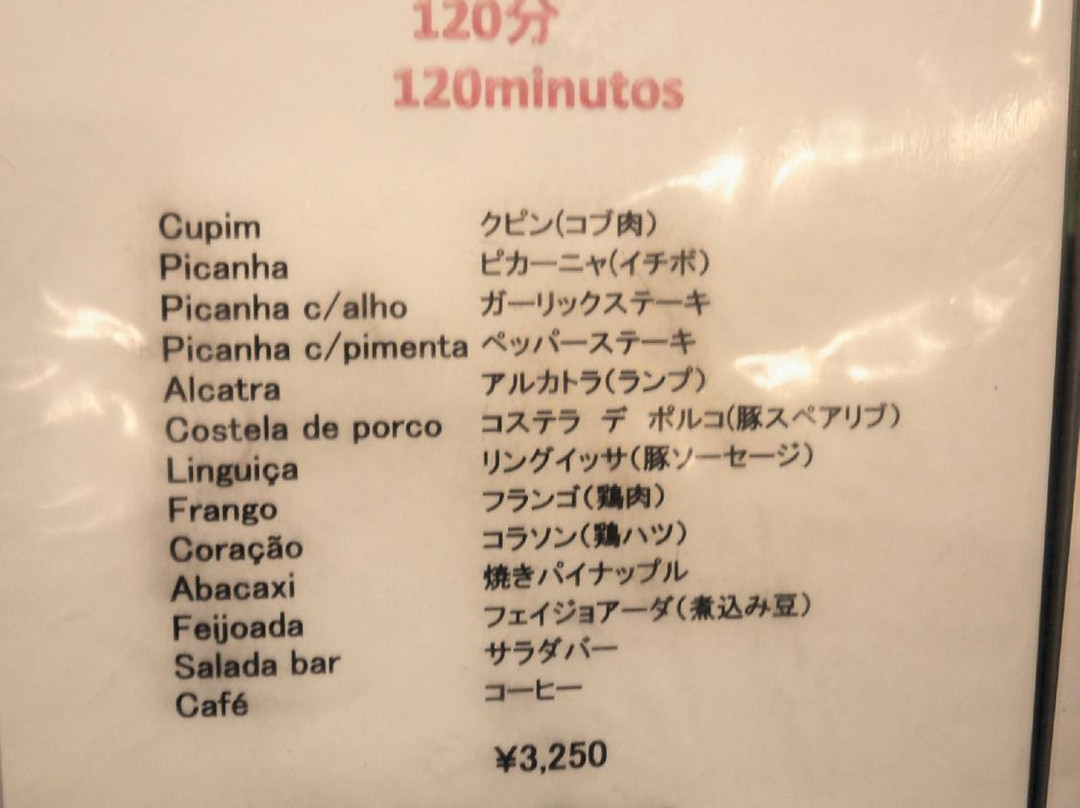 120分
120minutos
Cupim クピン(コブ肉)
Picanha ピカーニャ(イチボ)
Picanha c/alho ガーリックステーキ
Picanha c/pimenta ペッパーステーキ
Alcatra アルカトラ(ランプ)
Costela de porco コステラ デ ポルコ(豚スペアリブ)
Linguiça リングイッサ(豚ソーセージ)
Frango フランゴ(鶏肉)
Coração コラソン(鶏ハツ)
Abacaxi 焼きパイナップル
Feijoada フェイジョアーダ(煮込み豆)
Salada bar サラダバー
Café コーヒー
¥3,250